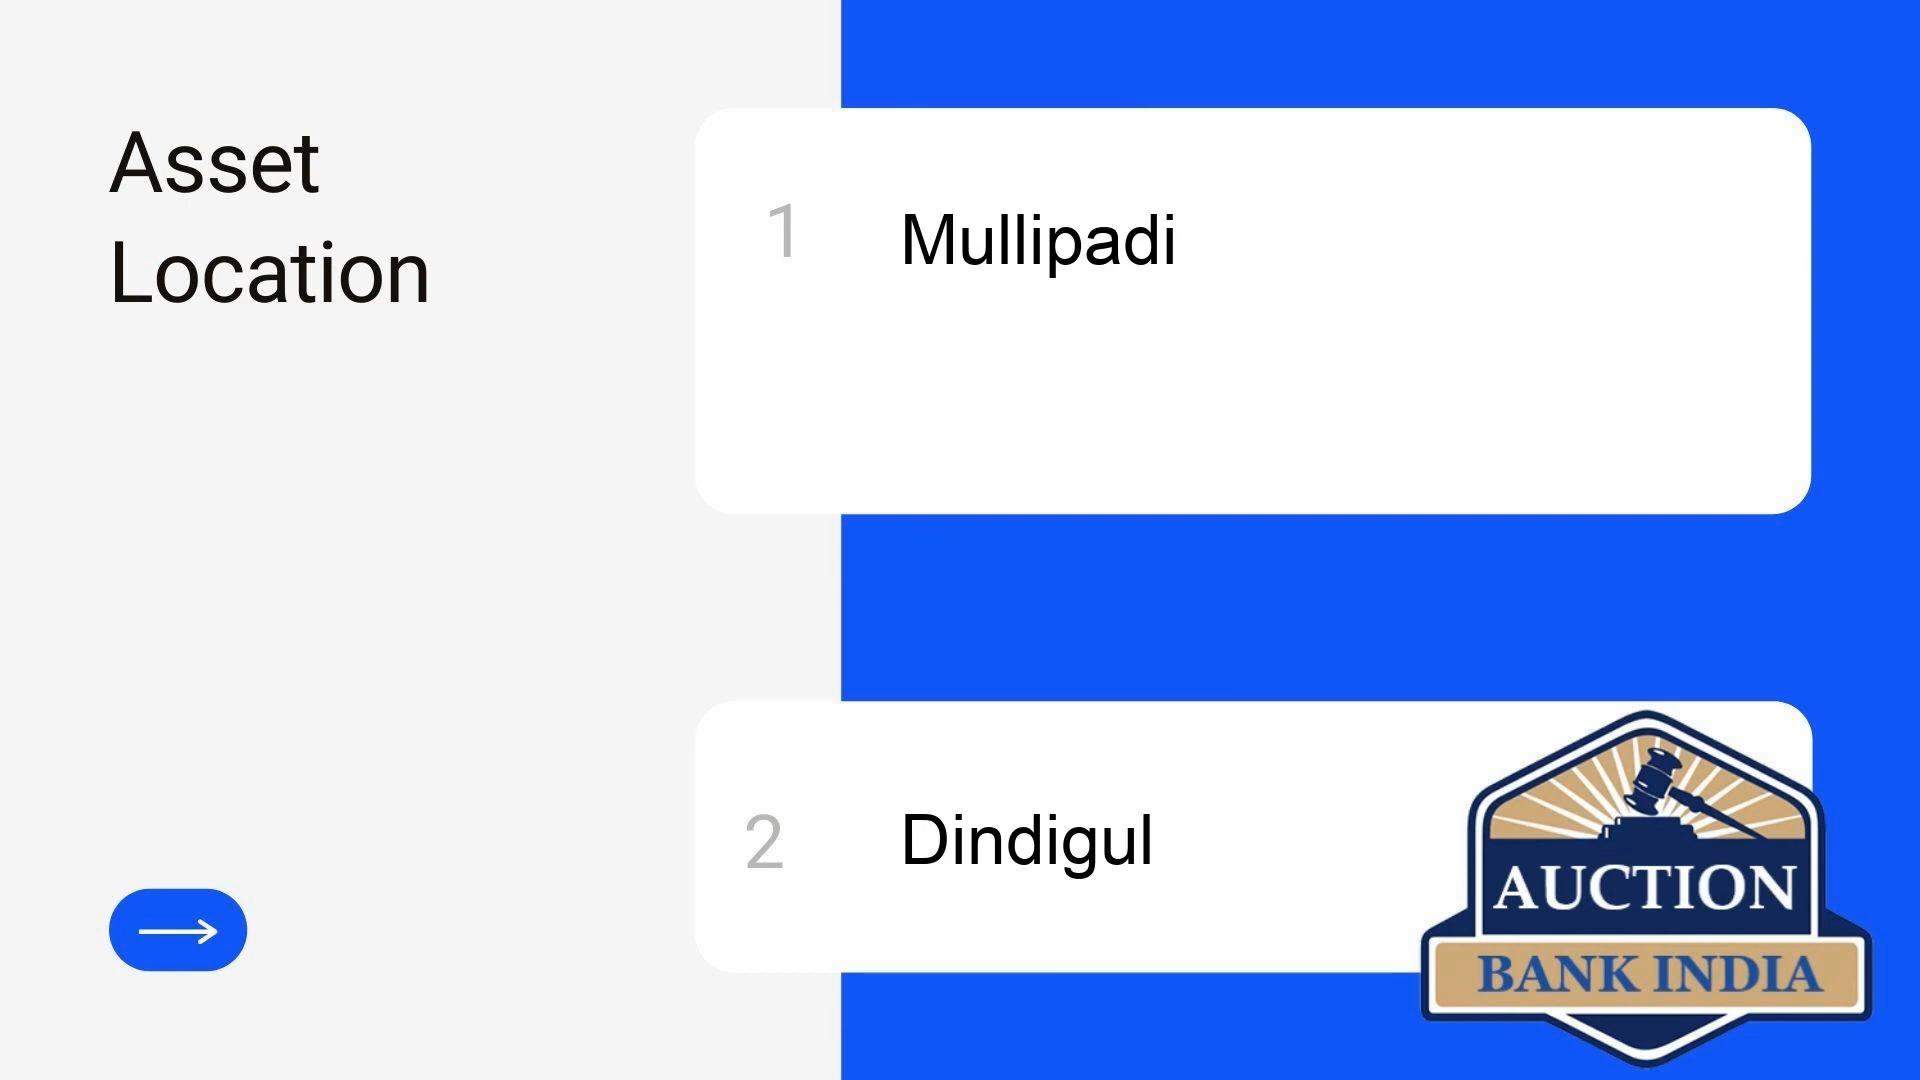 Asset
Location
1
Mullipadi
2
Dindigul
AUCTION
BANK INDIA